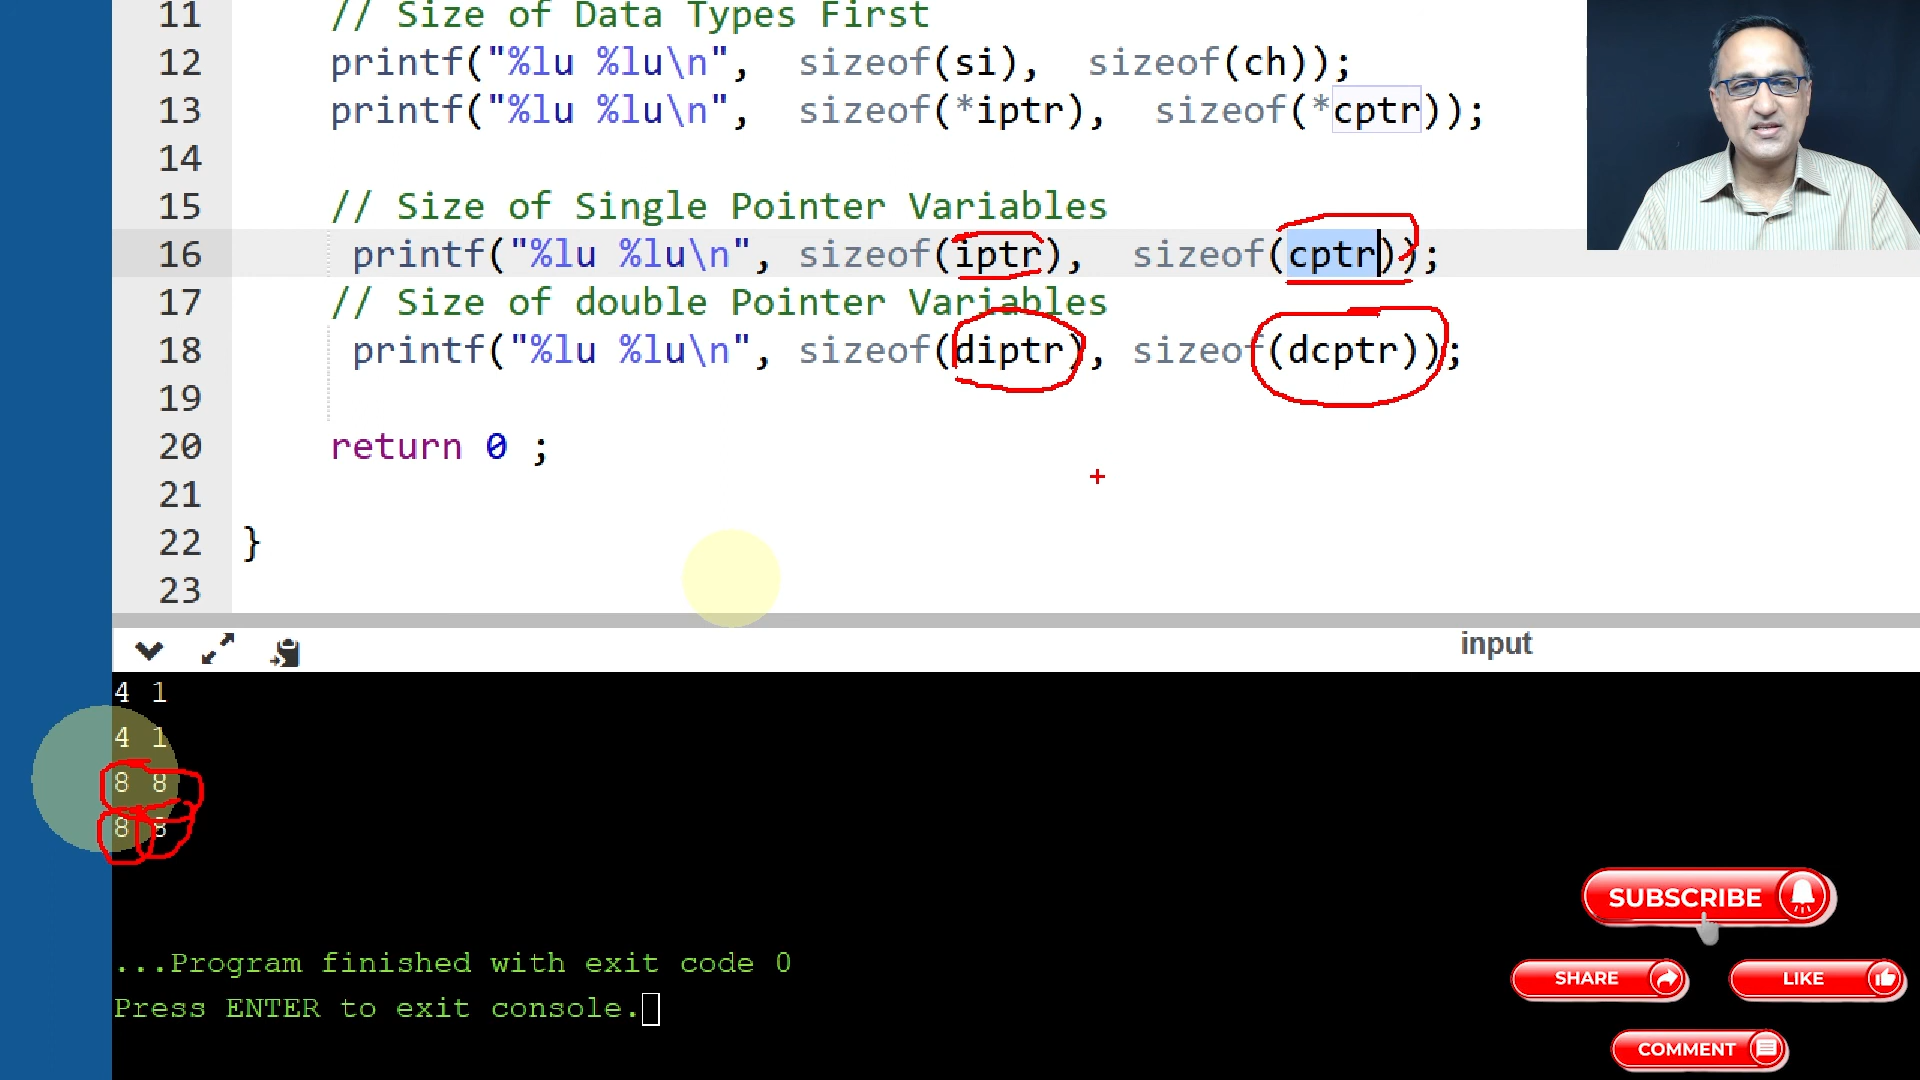 11 // Size of Data Types First
12 printf("%lu %lu\n", sizeof(si), sizeof(ch));
13 printf("%lu %lu\n", sizeof(*iptr), sizeof(*cptr));
14
15 // Size of Single Pointer Variables
16 printf("%lu %lu\n", sizeof(iptr), sizeof(cptr));
17 // Size of double Pointer Variables
18 printf("%lu %lu\n", sizeof(diptr), sizeof(dcptr));
19
20 return 0 ;
21
22 }
23
input
4 1
4 1
8 8
8 8
...Program finished with exit code 0
Press ENTER to exit console.
SUBSCRIBE
SHARE LIKE
COMMENT